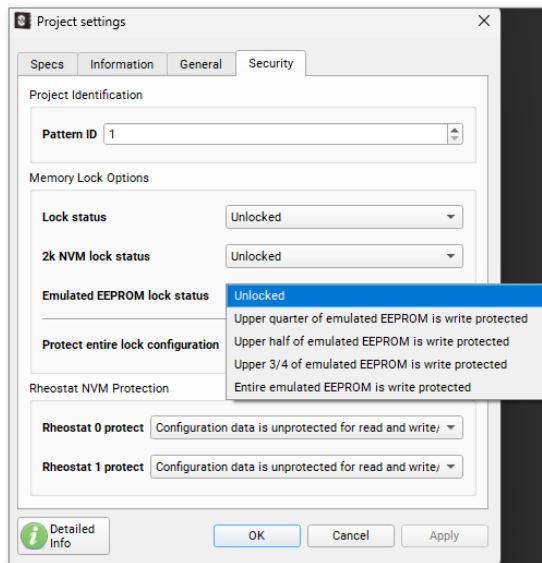 Project settings
Specs Information General Security
Project Identification
Pattern ID 1
Memory Lock Options
Lock status Unlocked
2k NVM lock status Unlocked
Emulated EEPROM lock status Unlocked
Upper quarter of emulated EEPROM is write protected
Upper half of emulated EEPROM is write protected
Protect entire lock configuration Upper 3/4 of emulated EEPROM is write protected
Entire emulated EEPROM is write protected
Rheostat NVM Protection
Rheostat 0 protect Configuration data is unprotected for read and write/
Rheostat 1 protect Configuration data is unprotected for read and write/
Detailed
Info OK Cancel Apply